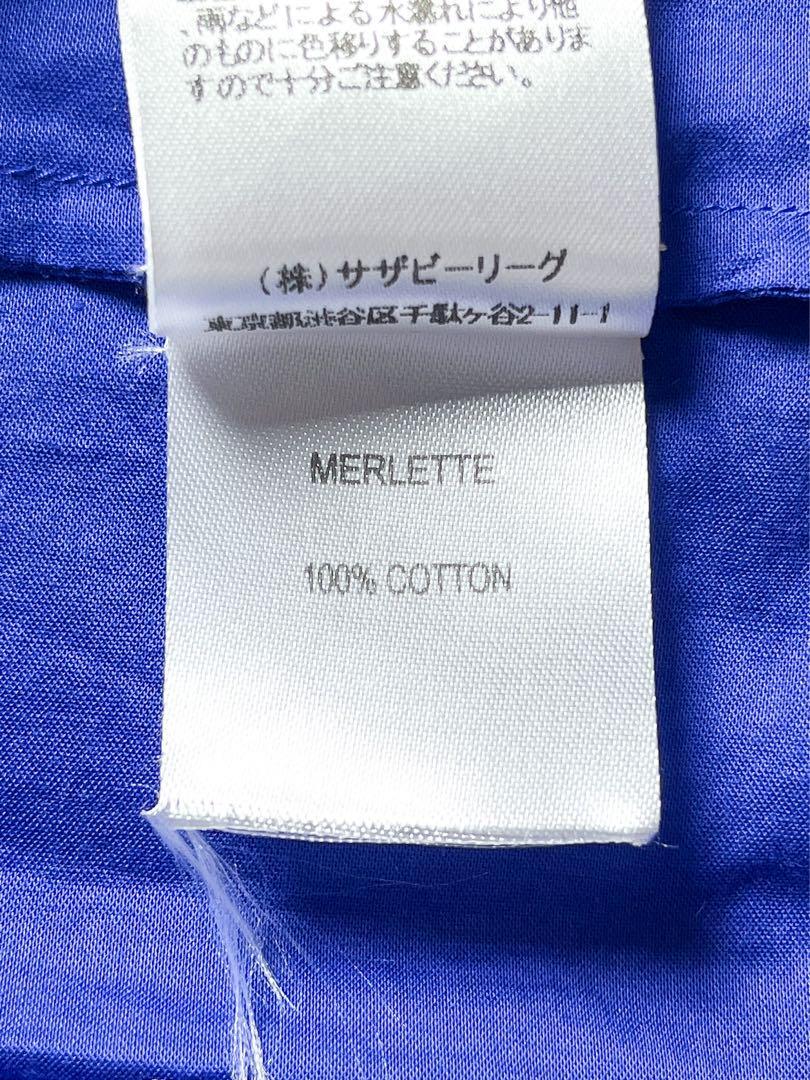 、雨などによる水濡れにより他
のものに色移りすることがありま
すので十分ご注意ください。
(株)サザビーリーグ
東京都渋谷区千駄ケ谷2-11-1
MERLETTE
100% COTTON